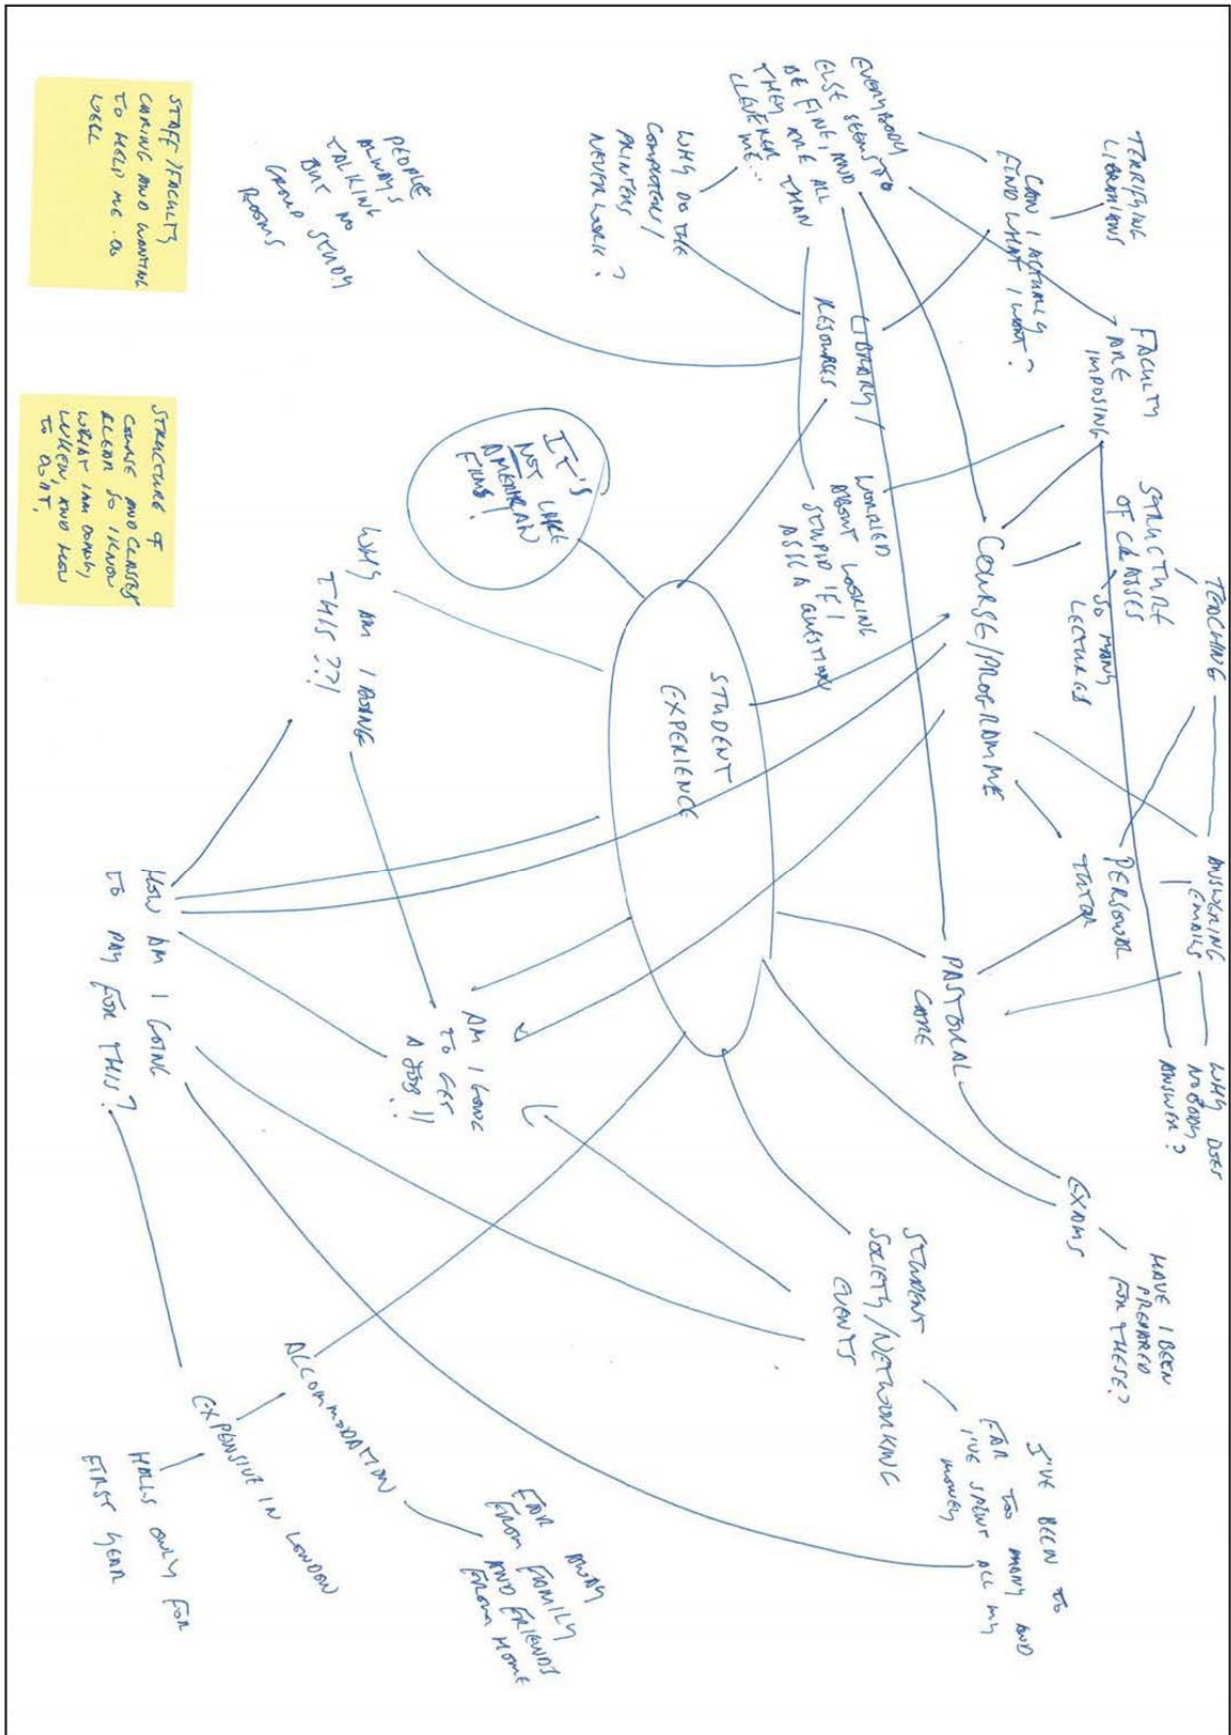 TEACHING
ANSWERING
EMAILS
WHY DOES
NOBODY
ANSWER?
TERRIFYING
LIBRARIANS
FACULTY
ARE
IMPOSING
STRUCTURE
OF CLASSES
SO MANY
LECTURES
PERSONAL
TUTOR
HAVE I BEEN
PREPARED
FOR THESE?
EXAMS
I'VE BEEN TO
FAR TOO MANY AND
I'VE SPENT ALL MY
MONEY
CAN I ACTUALLY
FIND WHAT I WANT?
COURSE/PROGRAMME
PASTORAL
CARE
STUDENT
SOCIETY/NETWORKING
EVENTS
EVERYBODY
ELSE SEEMS TO
BE FINE, AND
THEY ARE ALL
CLEVERER THAN
ME...
LIBRARY/
RESOURCES
WORRIED
ABOUT LOOKING
STUPID IF I
ASK A QUESTION
WHY DO THE
COMPUTERS/
PRINTERS
NEVER WORK?
STUDENT
EXPERIENCE
IT'S
NOT LIKE
AMERICAN
FILMS!
AM I GOING
TO GET
A JOB!!
FAR AWAY
FROM FAMILY
AND FRIENDS
FROM HOME
PEOPLE
ALWAYS
TALKING
BUT NO
GROUP STUDY
ROOMS
WHY AM I DOING
THIS??!
ACCOMMODATION
EXPENSIVE IN LONDON
HALLS ONLY FOR
FIRST YEAR
HOW AM I GOING
TO PAY FOR THIS?
STAFF/FACULTY
CARING AND WANTING
TO HELP ME DO
WELL
STRUCTURE OF
COURSE AND CLASSES
CLEAR SO I KNOW
WHAT I AM DOING,
WHEN, AND HOW
TO DO IT.